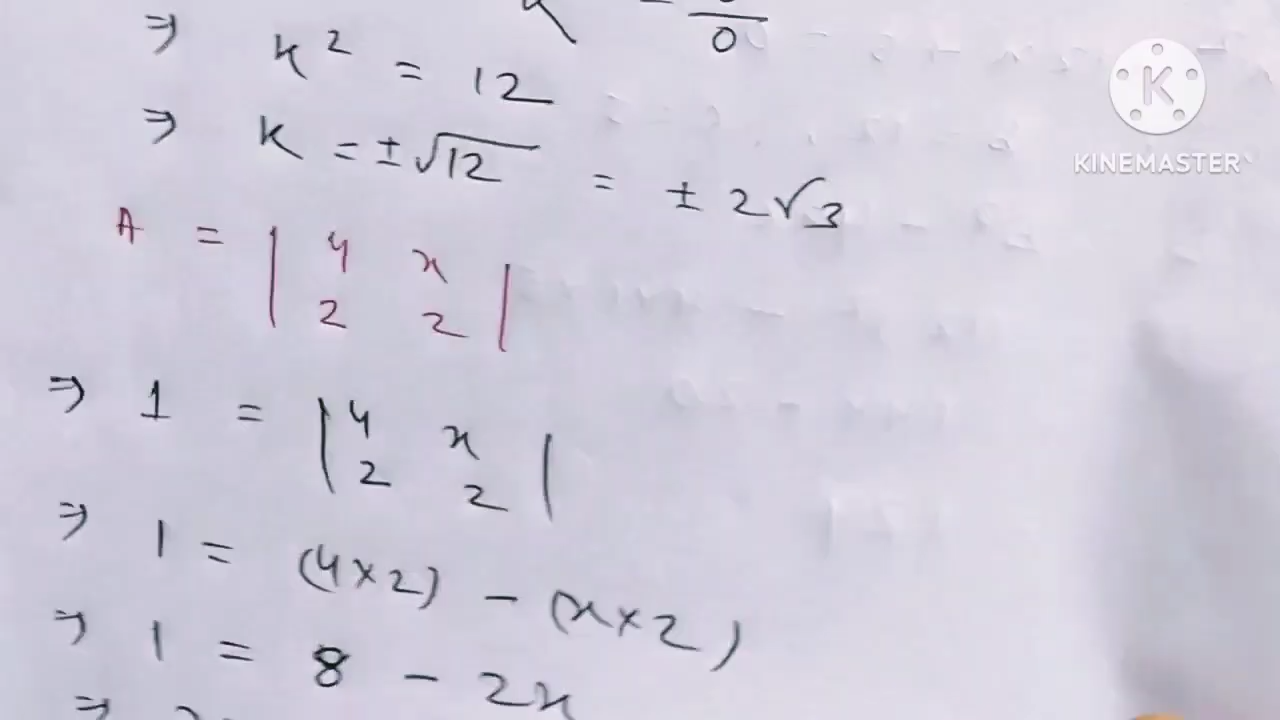 0
⇒ K² = 12
⇒ K = ±√12 = ± 2√3
A = | 4 x |
| 2 2 |
⇒ 1 = | 4 x |
| 2 2 |
⇒ 1 = (4×2) - (x×2)
⇒ 1 = 8 - 2x
⇒
K
KINEMASTER